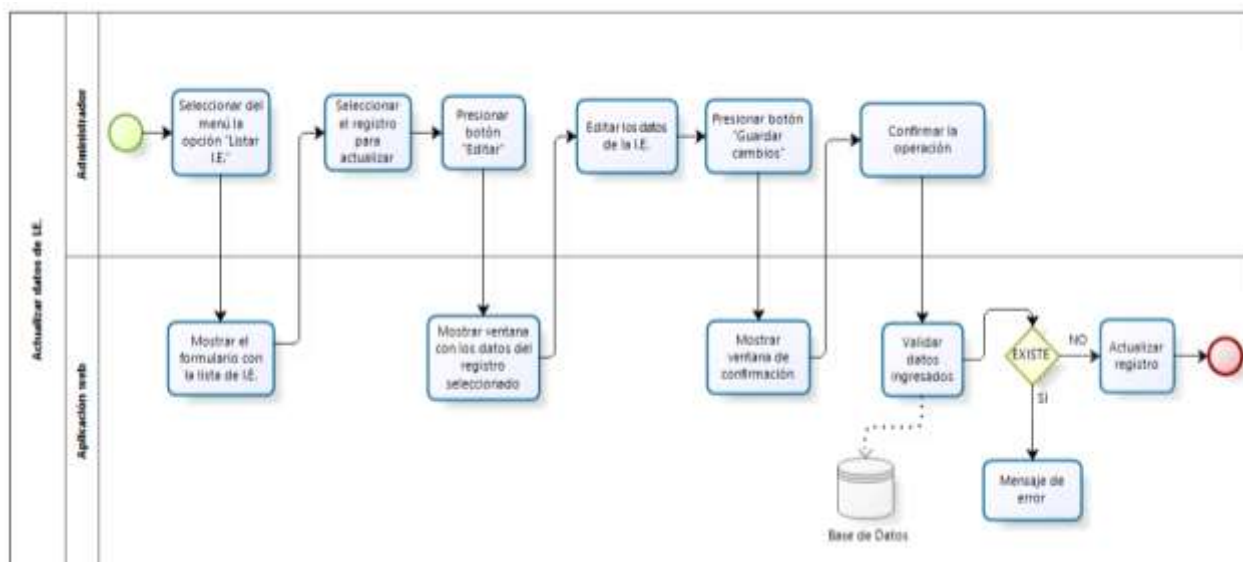 Actualizar datos de I.E.
Administrador
Seleccionar del
menú la
opción "Listar
I.E."
Seleccionar
el registro
para
actualizar
Presionar
botón
"Editar"
Editar los datos
de la I.E.
Presionar botón
"Guardar
cambios"
Confirmar la
operación
Aplicación web
Mostrar el
formulario con
la lista de I.E.
Mostrar ventana
con los datos del
registro
seleccionado
Mostrar
ventana de
confirmación
Validar
datos
ingresados
EXISTE
NO
Actualizar
registro
SI
Mensaje de
error
Base de Datos